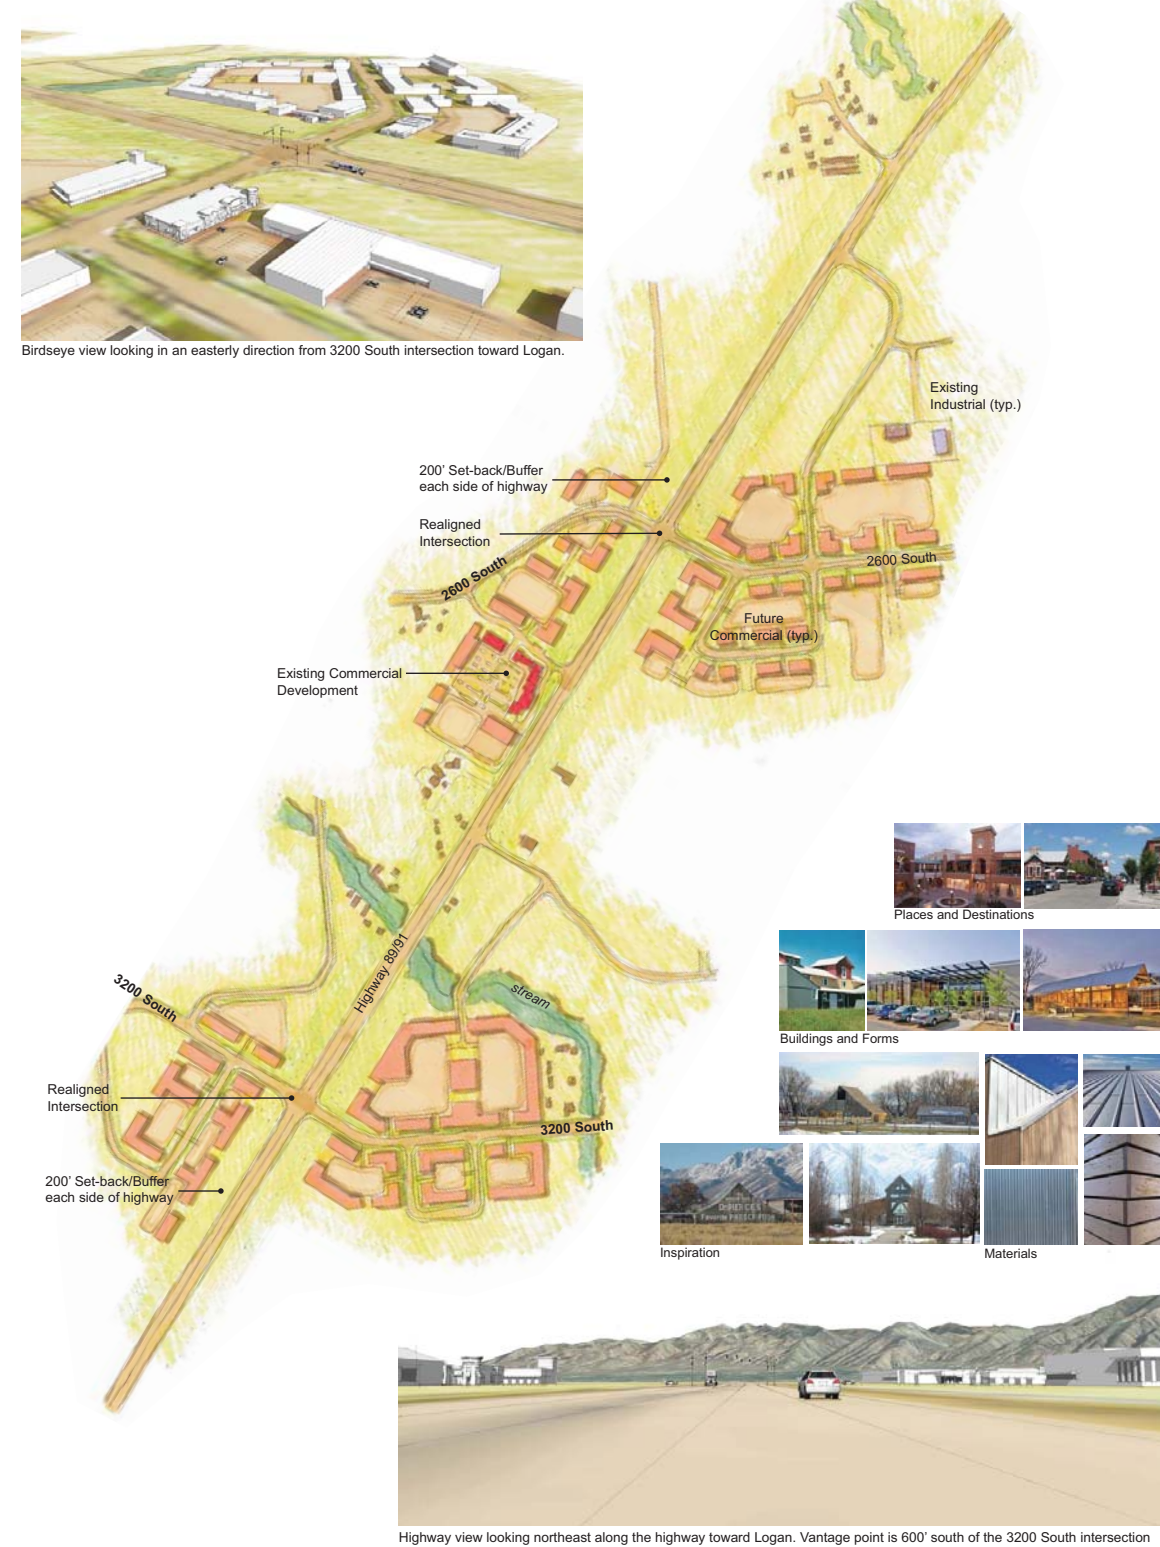 Birdseye view looking in an easterly direction from 3200 South intersection toward Logan.
Existing
Industrial (typ.)
200' Set-back/Buffer
each side of highway
Realigned
Intersection
2600 South
2600 South
Future
Commercial (typ.)
Existing Commercial
Development
Highway 89/91
stream
3200 South
Realigned
Intersection
3200 South
200' Set-back/Buffer
each side of highway
Places and Destinations
Buildings and Forms
Inspiration
Materials
Highway view looking northeast along the highway toward Logan. Vantage point is 600' south of the 3200 South intersection